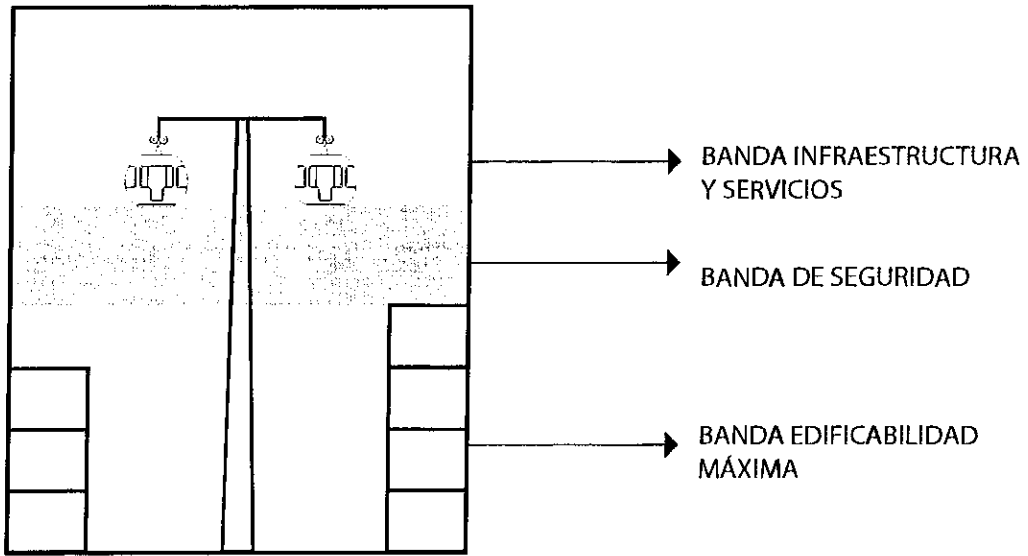 BANDA INFRAESTRUCTURA
Y SERVICIOS
BANDA DE SEGURIDAD
BANDA EDIFICABILIDAD
MÁXIMA